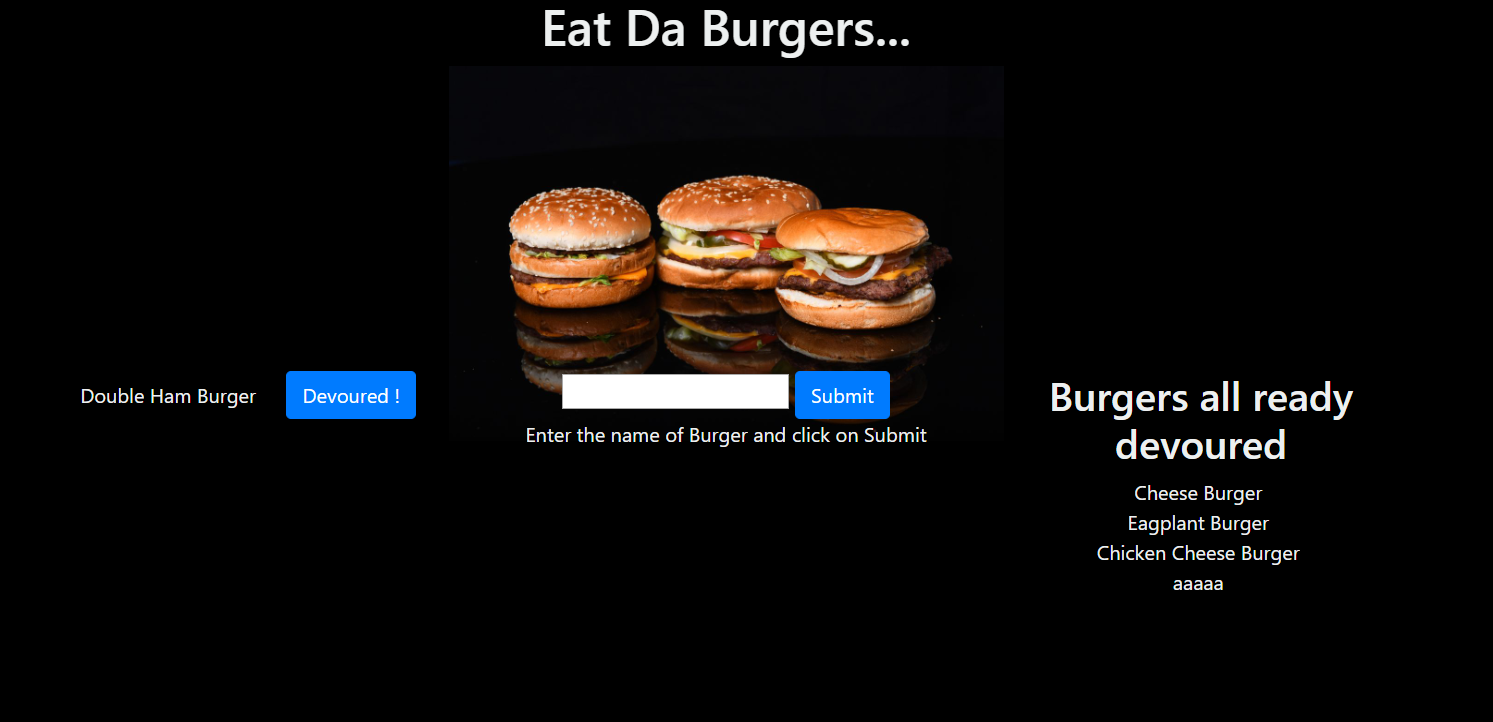 Eat Da Burgers...
Double Ham Burger
Devoured !
Submit
Enter the name of Burger and click on Submit
Burgers all ready
devoured
Cheese Burger
Eagplant Burger
Chicken Cheese Burger
aaaaa